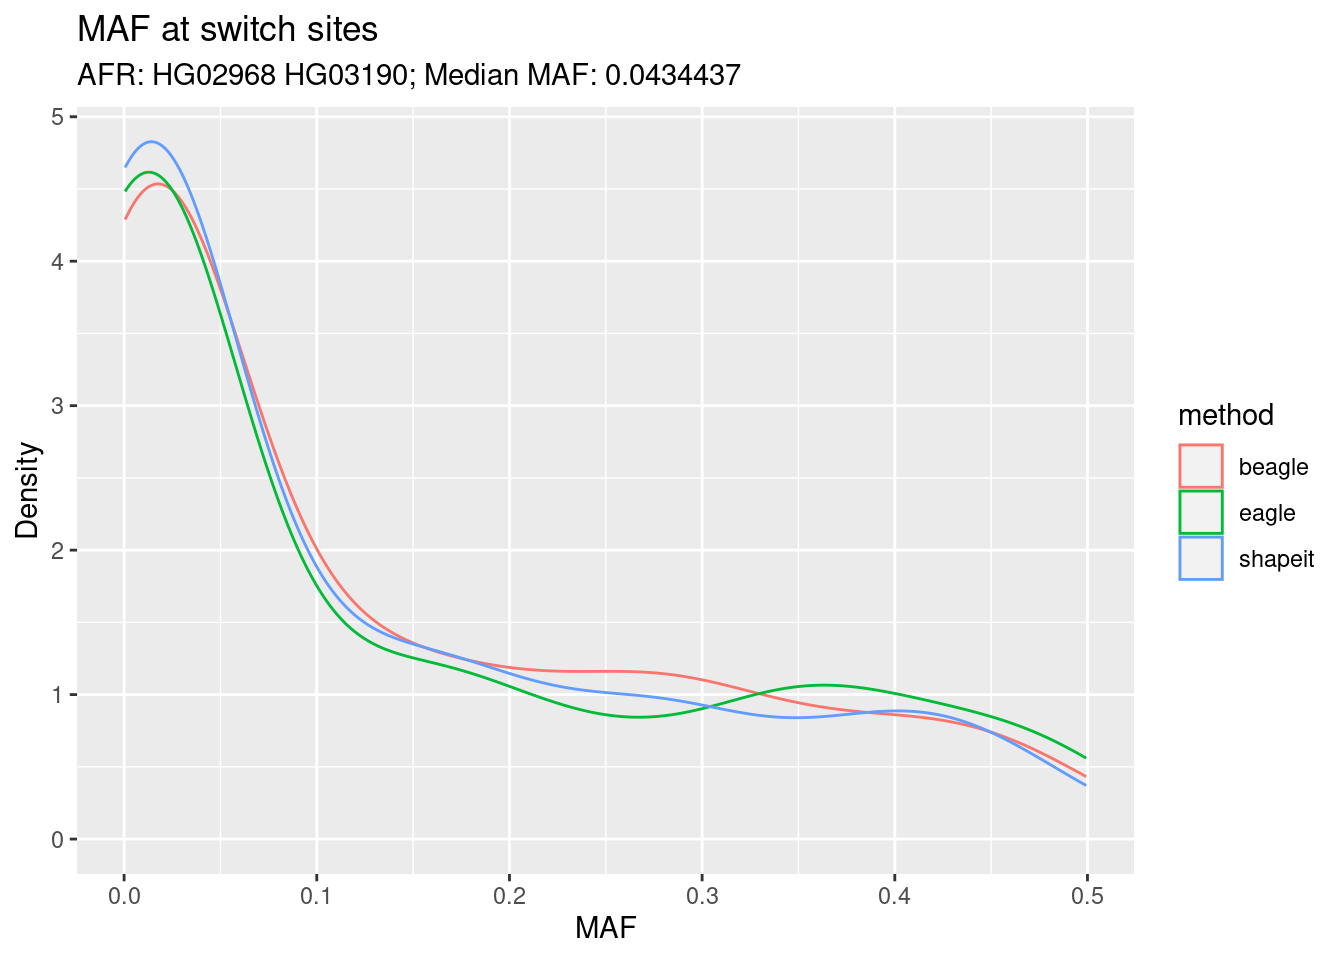 MAF at switch sites
AFR: HG02968 HG03190; Median MAF: 0.0434437
Density
5
4
3
2
1
0
0.0 0.1 0.2 0.3 0.4 0.5
MAF
method
beagle
eagle
shapeit